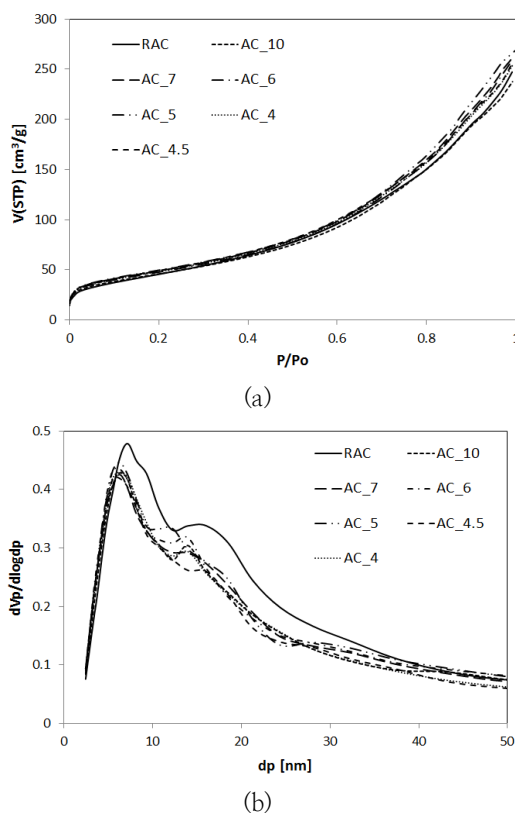 300
250
200
150
100
50
0
V(STP) [cm³/g]
RAC AC_10
AC_7 AC_6
AC_5 AC_4
AC_4.5
0 0.2 0.4 0.6 0.8 1
P/Po
(a)
0.5
0.4
0.3
0.2
0.1
0
dVp/dlogdp
RAC AC_10
AC_7 AC_6
AC_5 AC_4.5
AC_4
0 10 20 30 40 50
dp [nm]
(b)